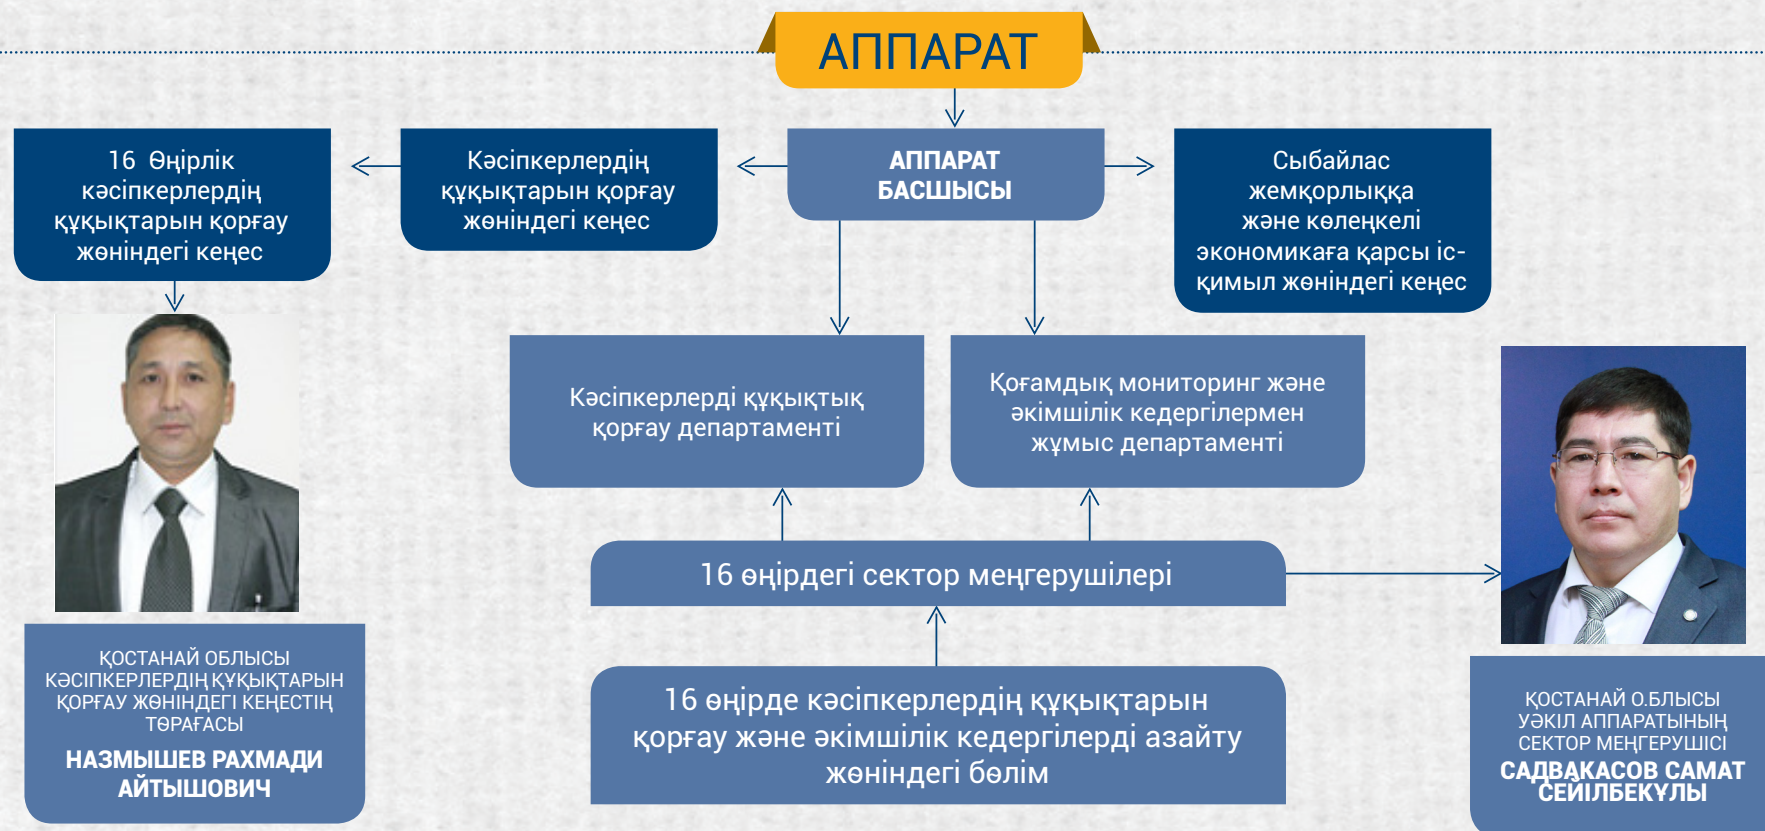 АППАРАТ
16 Өңірлік
кәсіпкерлердің
құқықтарын қорғау
жөніндегі кеңес
Кәсіпкерлердің
құқықтарын қорғау
жөніндегі кеңес
АППАРАТ
БАСШЫСЫ
Сыбайлас
жемқорлыққа
және көлеңкелі
экономикаға қарсы іс-
қимыл жөніндегі кеңес
Кәсіпкерлерді құқықтық
қорғау департаменті
Қоғамдық мониторинг және
әкімшілік кедергілермен
жұмыс департаменті
16 өңірдегі сектор меңгерушілері
16 өңірде кәсіпкерлердің құқықтарын
қорғау және әкімшілік кедергілерді азайту
жөніндегі бөлім
ҚОСТАНАЙ ОБЛЫСЫ
КӘСІПКЕРЛЕРДІҢ ҚҰҚЫҚТАРЫН
ҚОРҒАУ ЖӨНІНДЕГІ КЕҢЕСТІҢ
ТӨРАҒАСЫ
НАЗМЫШЕВ РАХМАДИ
АЙТЫШОВИЧ
ҚОСТАНАЙ О.БЛЫСЫ
УӘКІЛ АППАРАТЫНЫҢ
СЕКТОР МЕҢГЕРУШІСІ
САДВАКАСОВ САМАТ
СЕЙІЛБЕКҰЛЫ